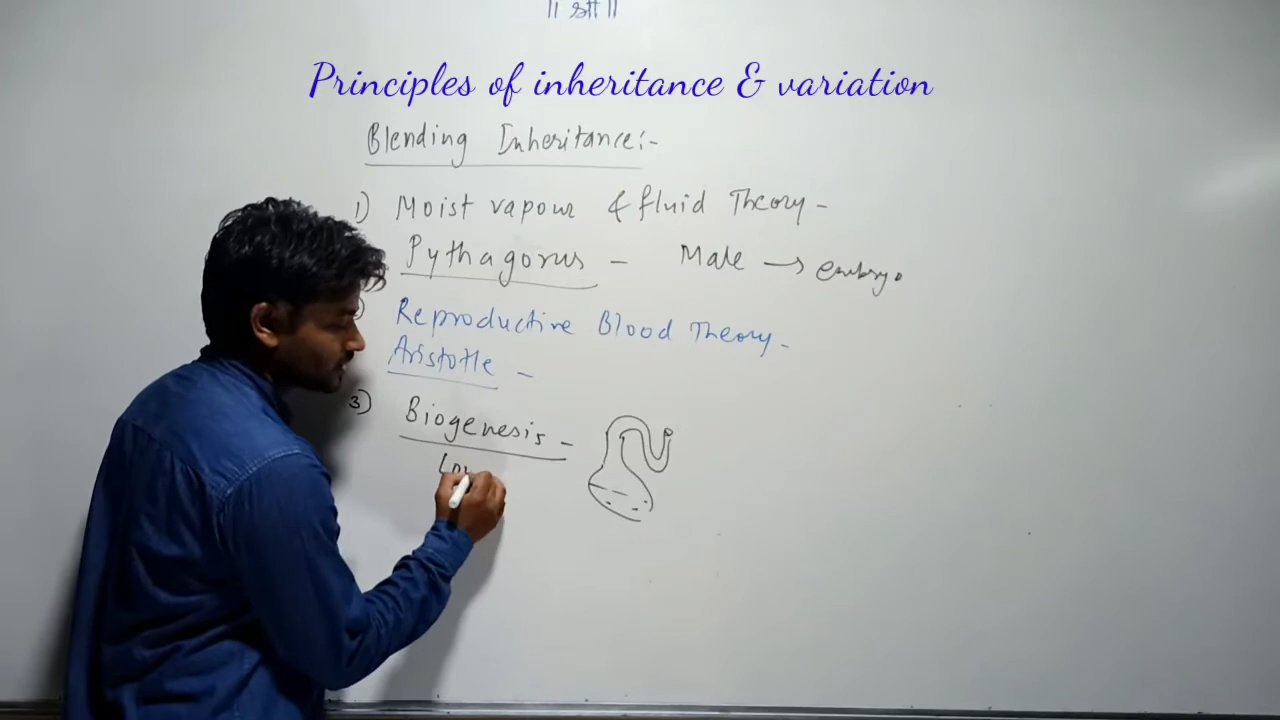 ॥ श्री ॥
Principles of inheritance & variation
Blending Inheritance:-
1) Moist vapour & fluid Theory -
Pythagorus - Male → embryo
Reproductive Blood Theory -
Aristotle -
3) Biogenesis -